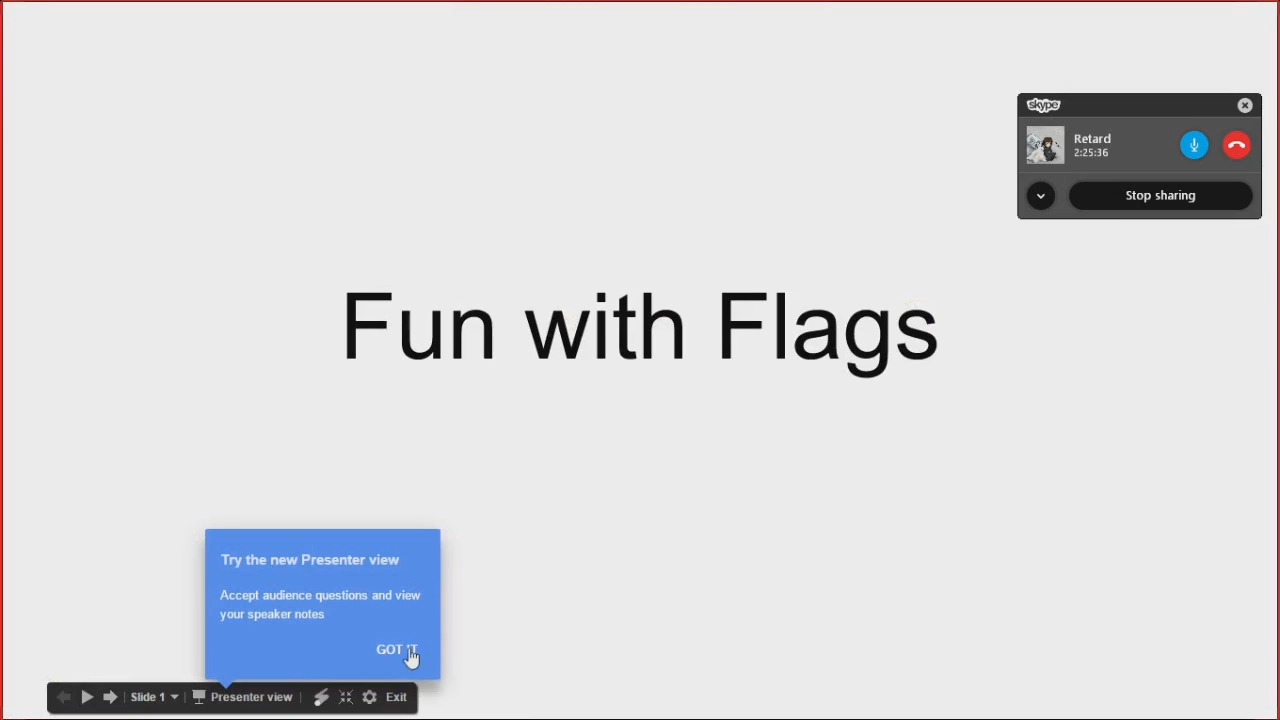 skype
Retard
2:25:36
Stop sharing
Fun with Flags
Try the new Presenter view
Accept audience questions and view
your speaker notes
GOT IT
Slide 1
Presenter view
Exit